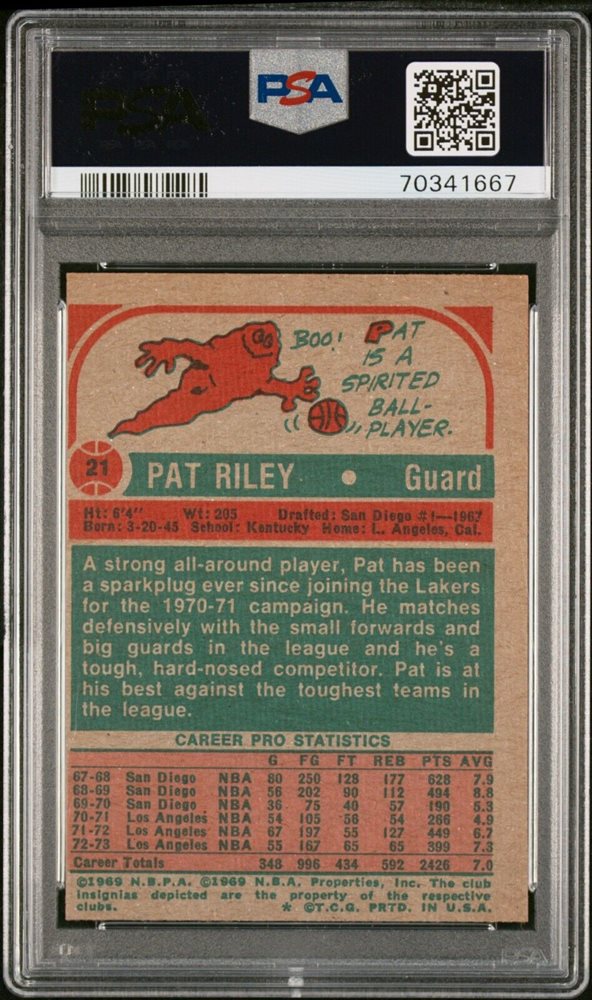 PSA
PSA
70341667
BOO! PAT
IS A
SPIRITED
BALL-
PLAYER.
21 PAT RILEY • Guard
Ht: 6'4" Wt: 205 Drafted: San Diego #1—1967
Born: 3-20-45 School: Kentucky Home: L. Angeles, Cal.
A strong all-around player, Pat has been
a sparkplug ever since joining the Lakers
for the 1970-71 campaign. He matches
defensively with the small forwards and
big guards in the league and he's a
tough, hard-nosed competitor. Pat is at
his best against the toughest teams in
the league.
CAREER PRO STATISTICS
G FG FT REB PTS AVG
67-68 San Diego NBA 80 250 128 177 628 7.9
68-69 San Diego NBA 56 202 90 112 494 8.8
69-70 San Diego NBA 36 75 40 57 190 5.3
70-71 Los Angeles NBA 54 105 56 54 266 4.9
71-72 Los Angeles NBA 67 197 55 127 449 6.7
72-73 Los Angeles NBA 55 167 65 65 399 7.3
Career Totals 348 996 434 592 2426 7.0
©1969 N.B.P.A. ©1969 N.B.A. Properties, Inc. The club
insignias depicted are the property of the respective
clubs. * ©T.C.G. PRTD. IN U.S.A.
PSA